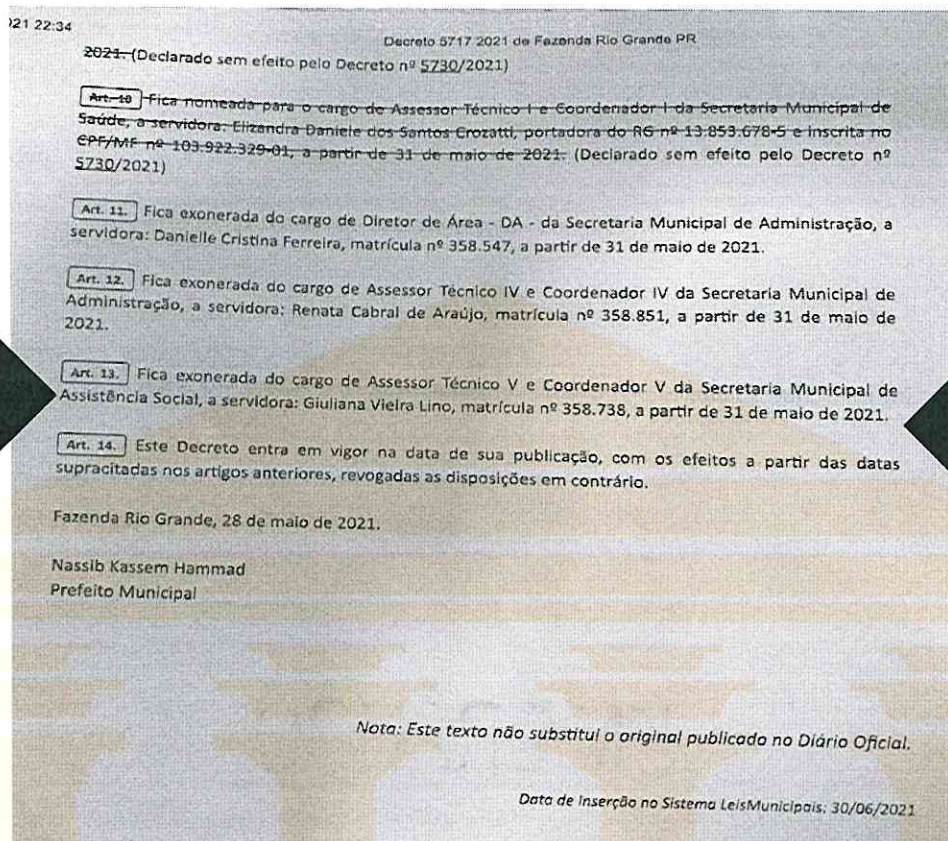 021 22:34
Decreto 5717 2021 de Fazenda Rio Grande PR
2021. (Declarado sem efeito pelo Decreto nº 5730/2021)
Art. 10 Fica nomeada para o cargo de Assessor Técnico I e Coordenador I da Secretaria Municipal de
Saúde, a servidora: Elizandra Daniele dos Santos Crozatti, portadora do RG nº 13.853.678-5 e inscrita no
CPF/MF nº 103.922.329-01, a partir de 31 de maio de 2021. (Declarado sem efeito pelo Decreto nº
5730/2021)
Art. 11. Fica exonerada do cargo de Diretor de Área - DA - da Secretaria Municipal de Administração, a
servidora: Danielle Cristina Ferreira, matrícula nº 358.547, a partir de 31 de maio de 2021.
Art. 12. Fica exonerada do cargo de Assessor Técnico IV e Coordenador IV da Secretaria Municipal de
Administração, a servidora: Renata Cabral de Araújo, matrícula nº 358.851, a partir de 31 de maio de
2021.
Art. 13. Fica exonerada do cargo de Assessor Técnico V e Coordenador V da Secretaria Municipal de
Assistência Social, a servidora: Giuliana Vieira Lino, matrícula nº 358.738, a partir de 31 de maio de 2021.
Art. 14. Este Decreto entra em vigor na data de sua publicação, com os efeitos a partir das datas
supracitadas nos artigos anteriores, revogadas as disposições em contrário.
Fazenda Rio Grande, 28 de maio de 2021.
Nassib Kassem Hammad
Prefeito Municipal
Nota: Este texto não substitui o original publicado no Diário Oficial.
Data de Inserção no Sistema LeisMunicipais: 30/06/2021